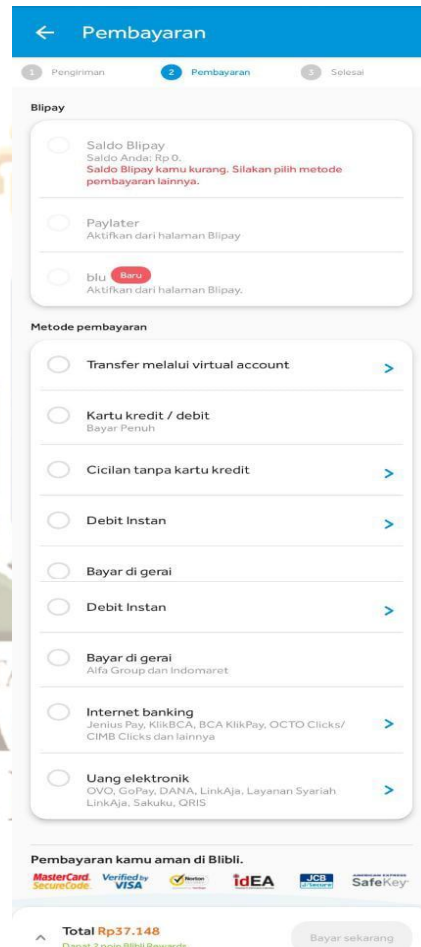 Pembayaran
1 Pengiriman 2 Pembayaran 3 Selesai
Blipay
Saldo Blipay
Saldo Anda: Rp 0.
Saldo Blipay kamu kurang. Silakan pilih metode
pembayaran lainnya.
Paylater
Aktifkan dari halaman Blipay
blu Baru
Aktifkan dari halaman Blipay.
Metode pembayaran
Transfer melalui virtual account
Kartu kredit / debit
Bayar Penuh
Cicilan tanpa kartu kredit
Debit Instan
Bayar di gerai
Debit Instan
Bayar di gerai
Alfa Group dan Indomaret
Internet banking
Jenius Pay, KlikBCA, BCA KlikPay, OCTO Clicks/
CIMB Clicks dan lainnya
Uang elektronik
OVO, GoPay, DANA, LinkAja, Layanan Syariah
LinkAja, Sakuku, QRIS
Pembayaran kamu aman di Blibli.
MasterCard. SecureCode. Verified by VISA Norton idEA JCB J/Secure AMERICAN EXPRESS SafeKey
Total Rp37.148
Dapat 2 poin Blibli Rewards
Bayar sekarang